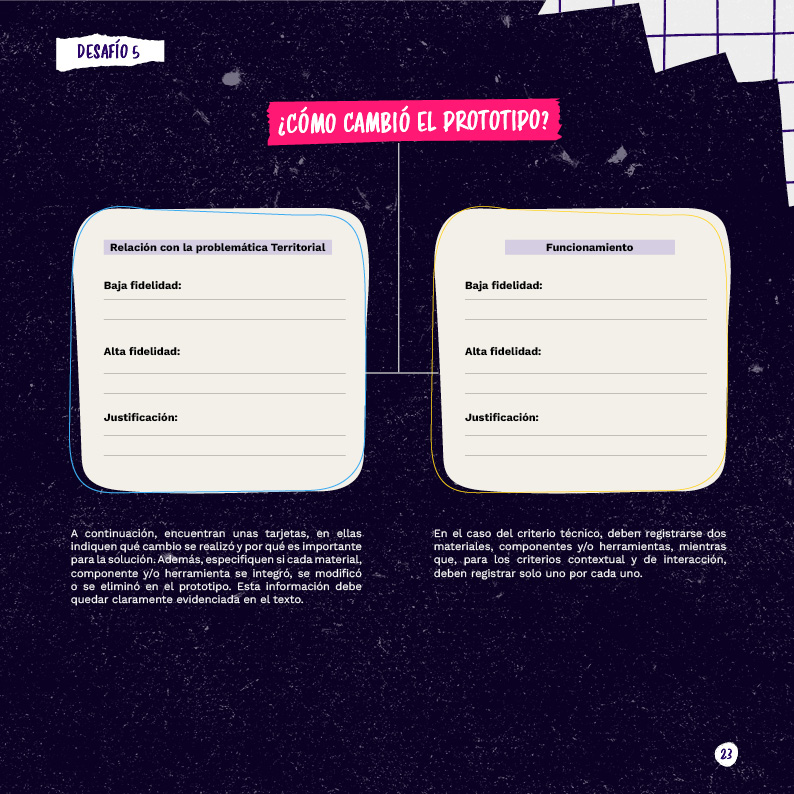 DESAFÍO 5
¿CÓMO CAMBIÓ EL PROTOTIPO?
Relación con la problemática Territorial
Baja fidelidad:
Alta fidelidad:
Justificación:
Funcionamiento
Baja fidelidad:
Alta fidelidad:
Justificación:
A continuación, encuentran unas tarjetas, en ellas
indiquen qué cambio se realizó y por qué es importante
para la solución. Además, especifiquen si cada material,
componente y/o herramienta se integró, se modificó
o se eliminó en el prototipo. Esta información debe
quedar claramente evidenciada en el texto.
En el caso del criterio técnico, deben registrarse dos
materiales, componentes y/o herramientas, mientras
que, para los criterios contextual y de interacción,
deben registrar solo uno por cada uno.
23